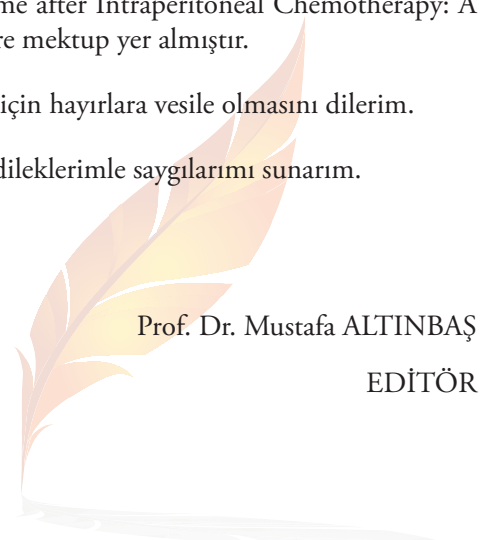 me after Intraperitoneal Chemotherapy: A
re mektup yer almıştır.
için hayırlara vesile olmasını dilerim.
dileklerimle saygılarımı sunarım.
Prof. Dr. Mustafa ALTINBAŞ
EDİTÖR